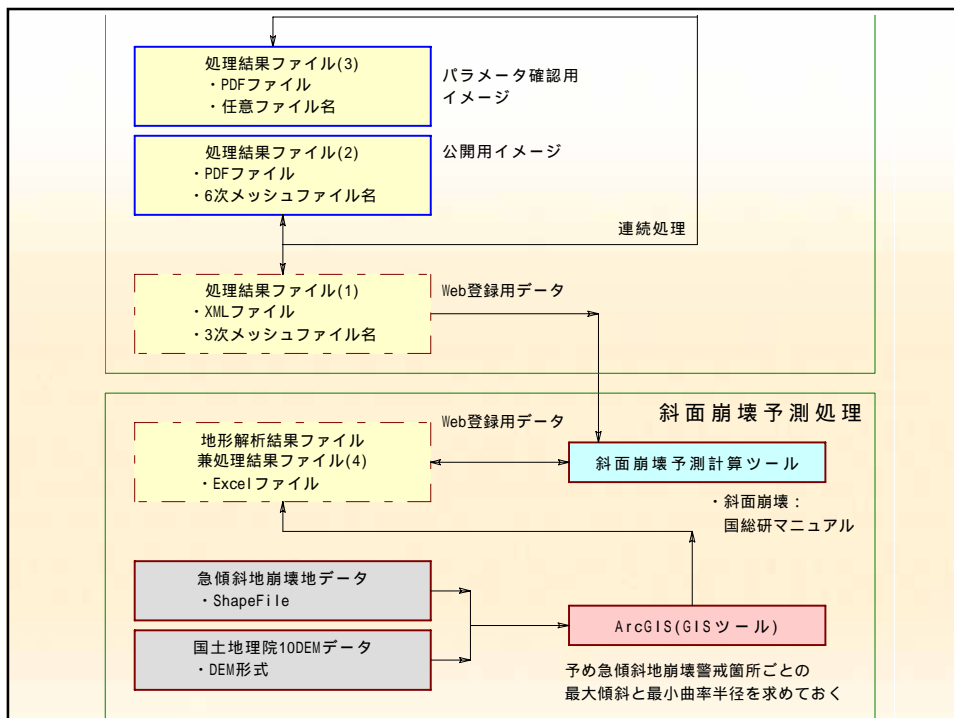 処理結果ファイル(3)
・PDFファイル
・任意ファイル名
パラメータ確認用
イメージ
処理結果ファイル(2)
・PDFファイル
・6次メッシュファイル名
公開用イメージ
連続処理
処理結果ファイル(1)
・XMLファイル
・3次メッシュファイル名
Web登録用データ
斜面崩壊予測処理
地形解析結果ファイル
兼処理結果ファイル(4)
・Excelファイル
Web登録用データ
斜面崩壊予測計算ツール
・斜面崩壊：
国総研マニュアル
急傾斜地崩壊地データ
・ShapeFile
国土地理院10DEMデータ
・DEM形式
ArcGIS(GISツール)
予め急傾斜地崩壊警戒箇所ごとの
最大傾斜と最小曲率半径を求めておく